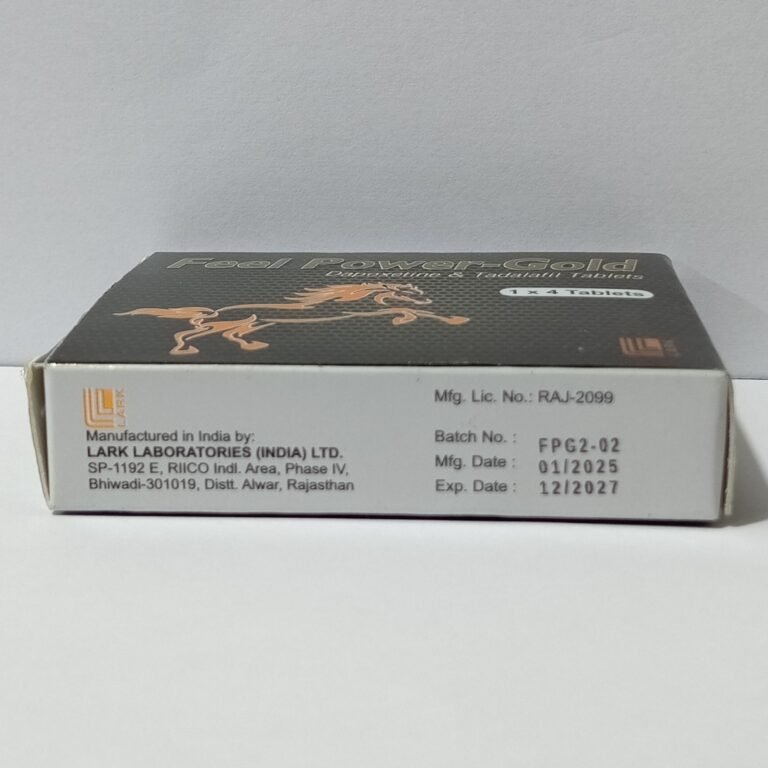 Feel Power-Gold
Dapoxetine & Tadalafil Tablets
1 x 4 Tablets
LARK
LARK
Manufactured in India by:
LARK LABORATORIES (INDIA) LTD.
SP-1192 E, RIICO Indl. Area, Phase IV,
Bhiwadi-301019, Distt. Alwar, Rajasthan
Mfg. Lic. No.: RAJ-2099
Batch No. : FPG2-02
Mfg. Date : 01/2025
Exp. Date : 12/2027